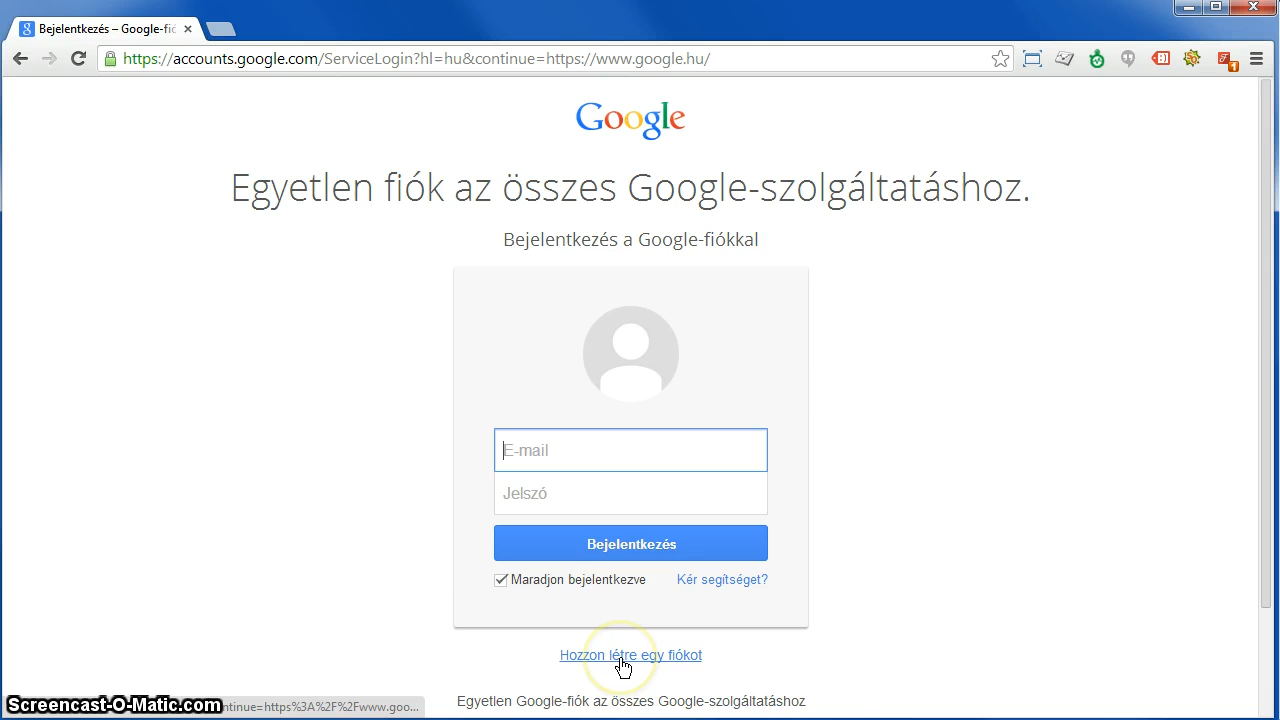 Bejelentkezés – Google-fió
https://accounts.google.com/ServiceLogin?hl=hu&continue=https://www.google.hu/
1
Google
Egyetlen fiók az összes Google-szolgáltatáshoz.
Bejelentkezés a Google-fiókkal
E-mail
Jelszó
Bejelentkezés
Maradjon bejelentkezve Kér segítséget?
Hozzon létre egy fiókot
Egyetlen Google-fiók az összes Google-szolgáltatáshoz
Screencast-O-Matic.com ntinue=https%3A%2F%2Fwww.goo...